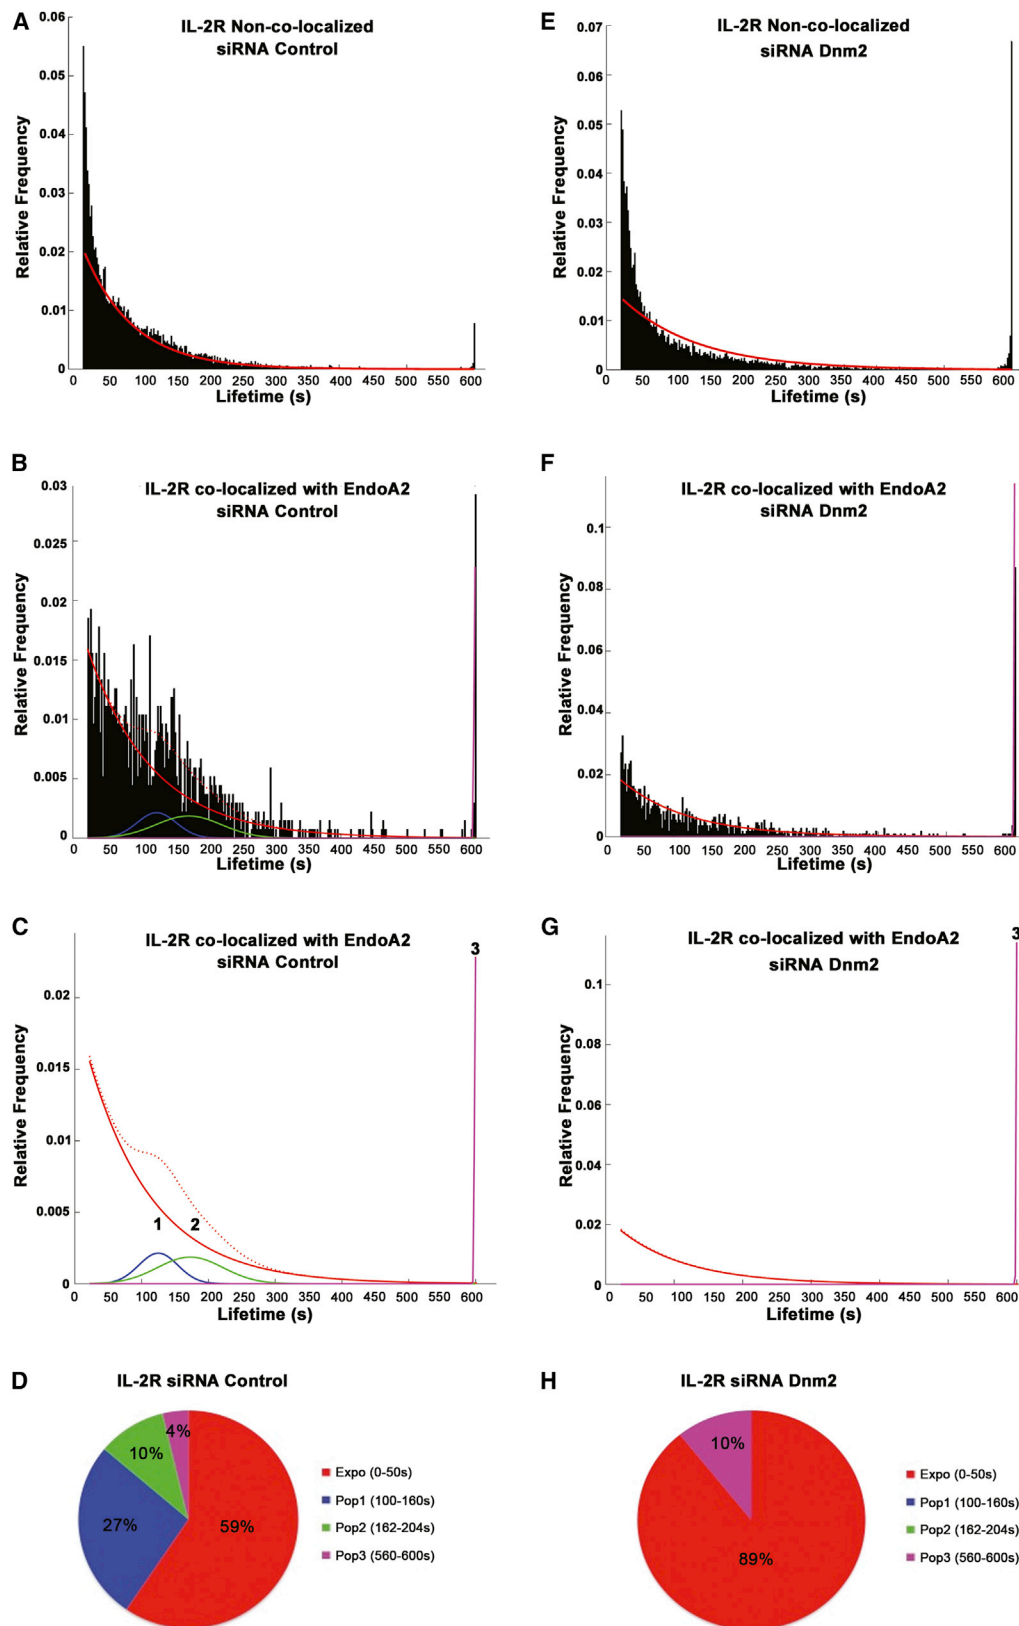 A
IL-2R Non-co-localized
siRNA Control
Relative Frequency
0.06
0.05
0.04
0.03
0.02
0.01
0
0 50 100 150 200 250 300 350 400 450 500 550 600
Lifetime (s)
E
IL-2R Non-co-localized
siRNA Dnm2
Relative Frequency
0.07
0.06
0.05
0.04
0.03
0.02
0.01
0
0 50 100 150 200 250 300 350 400 450 500 550 600
Lifetime (s)
B
IL-2R co-localized with EndoA2
siRNA Control
Relative Frequency
0.03
0.025
0.02
0.015
0.01
0.005
0
0 50 100 150 200 250 300 350 400 450 500 550 600
Lifetime (s)
F
IL-2R co-localized with EndoA2
siRNA Dnm2
Relative Frequency
0.1
0.08
0.06
0.04
0.02
0
0 50 100 150 200 250 300 350 400 450 500 550 600
Lifetime (s)
C
IL-2R co-localized with EndoA2
siRNA Control
3
Relative Frequency
0.02
0.015
0.01
0.005
0
1 2
0 50 100 150 200 250 300 350 400 450 500 550 600
Lifetime (s)
G
IL-2R co-localized with EndoA2
siRNA Dnm2
3
Relative Frequency
0.1
0.08
0.06
0.04
0.02
0
0 50 100 150 200 250 300 350 400 450 500 550 600
Lifetime (s)
D
IL-2R siRNA Control
4%
10%
27%
59%
Expo (0-50s)
Pop1 (100-160s)
Pop2 (162-204s)
Pop3 (560-600s)
H
IL-2R siRNA Dnm2
10%
89%
Expo (0-50s)
Pop1 (100-160s)
Pop2 (162-204s)
Pop3 (560-600s)